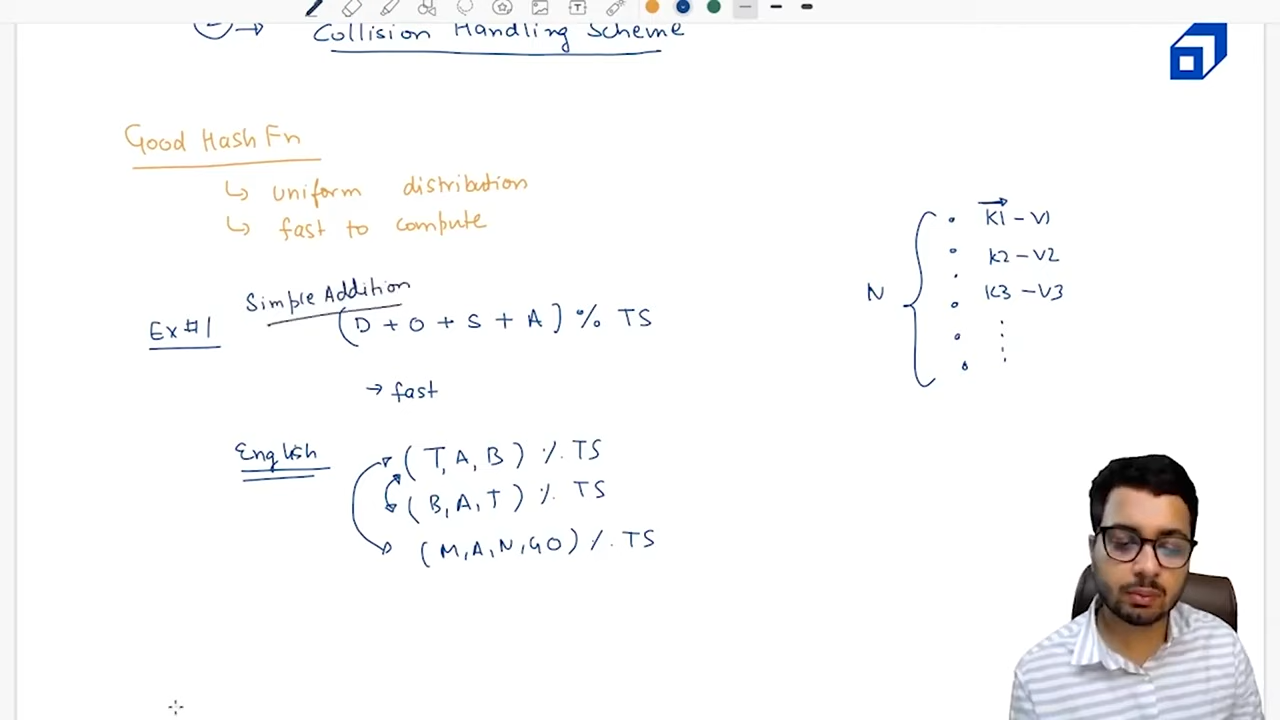 2 → Collision Handling Scheme
Good Hash Fn
↳ uniform distribution
↳ fast to compute
Simple Addition
Ex #1 (D + O + S + A) % TS
→ fast
English (T, A, B) % TS
(B, A, T) % TS
(M, A, N, G O) % TS
N
K1 - V1
K2 - V2
K3 - V3